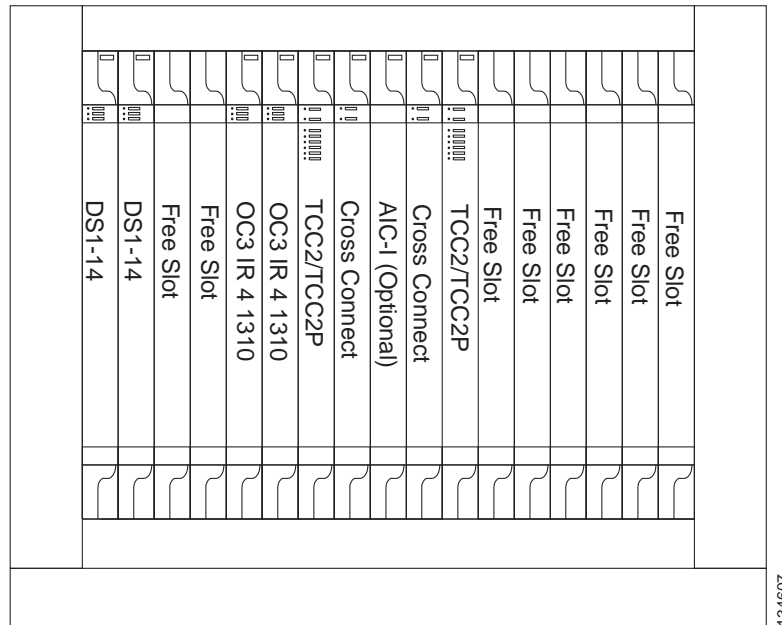 DS1-14
DS1-14
Free Slot
Free Slot
OC3 IR 4 1310
OC3 IR 4 1310
TCC2/TCC2P
Cross Connect
AIC-I (Optional)
Cross Connect
TCC2/TCC2P
Free Slot
Free Slot
Free Slot
Free Slot
Free Slot
Free Slot